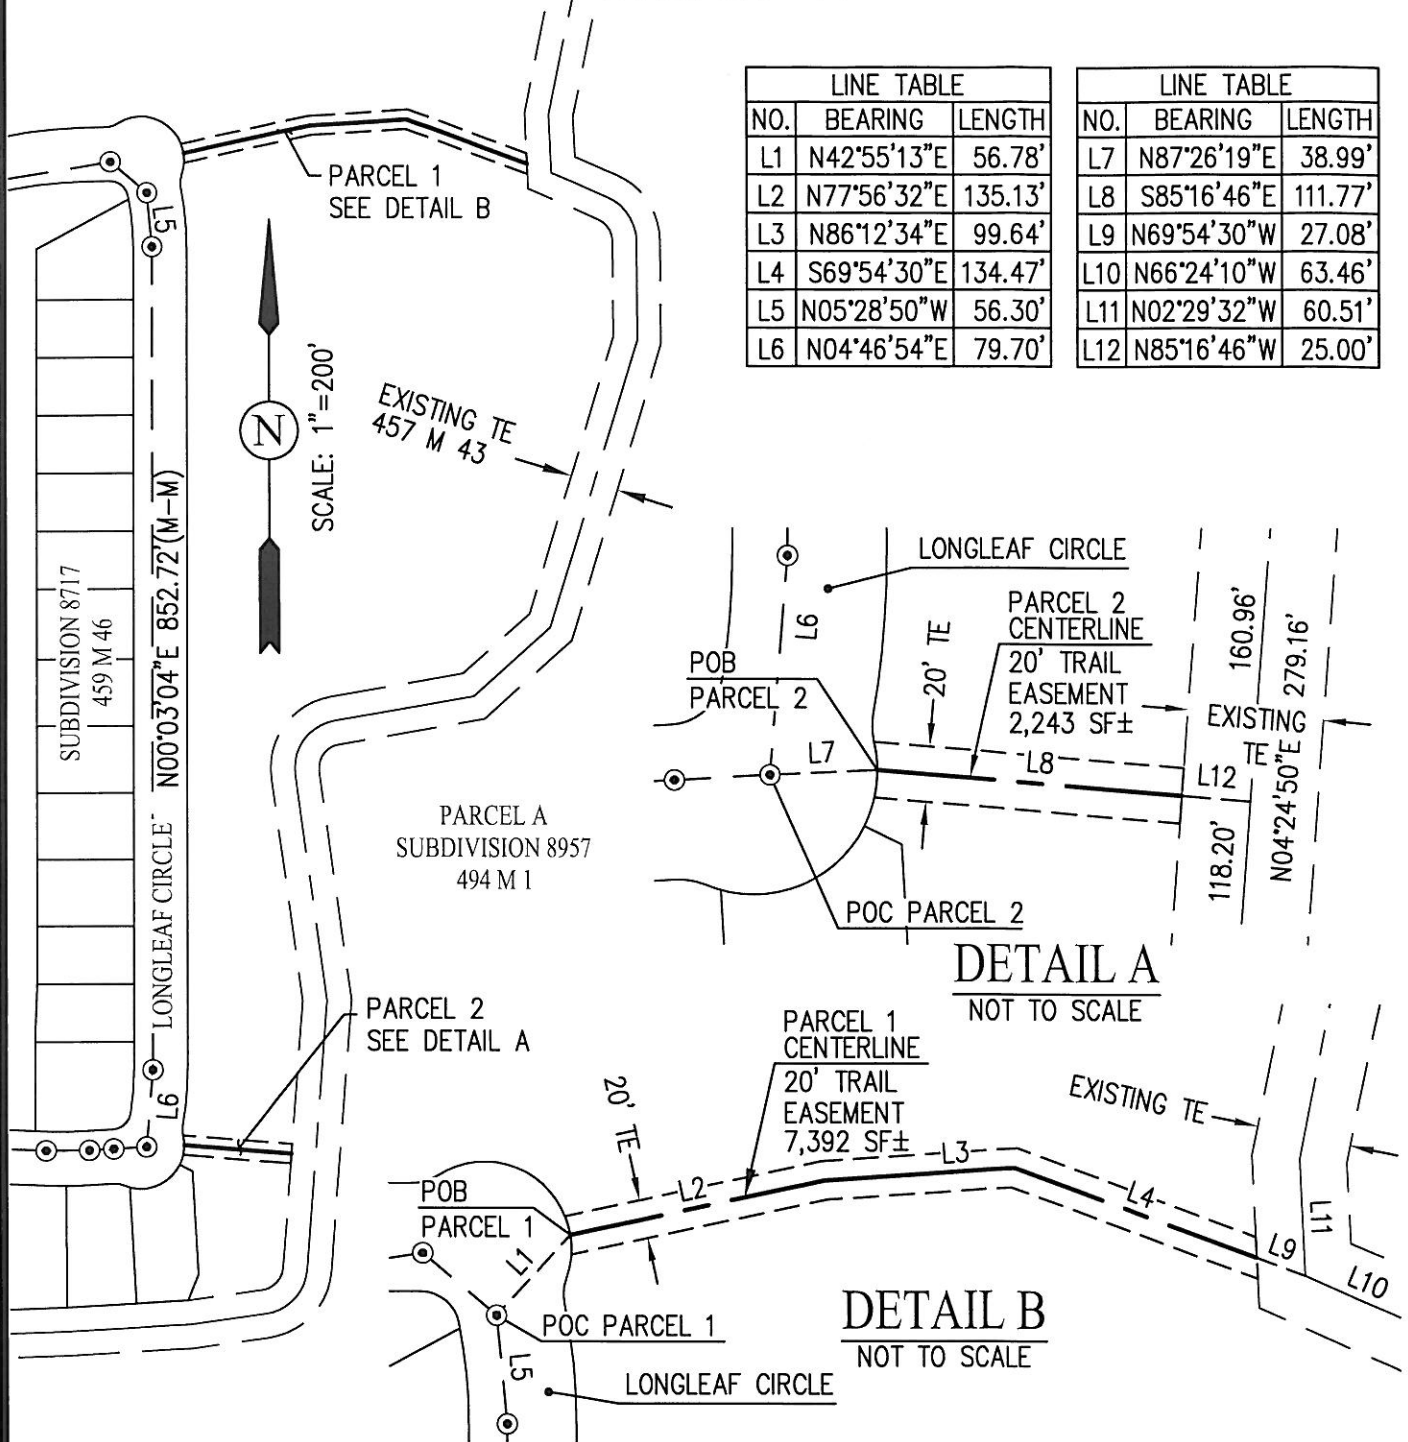 LINE TABLE
NO. BEARING LENGTH
L1 N42°55'13"E 56.78'
L2 N77°56'32"E 135.13'
L3 N86°12'34"E 99.64'
L4 S69°54'30"E 134.47'
L5 N05°28'50"W 56.30'
L6 N04°46'54"E 79.70'
LINE TABLE
NO. BEARING LENGTH
L7 N87°26'19"E 38.99'
L8 S85°16'46"E 111.77'
L9 N69°54'30"W 27.08'
L10 N66°24'10"W 63.46'
L11 N02°29'32"W 60.51'
L12 N85°16'46"W 25.00'
PARCEL 1
SEE DETAIL B
L5
N
SCALE: 1"=200'
EXISTING TE
457 M 43
SUBDIVISION 8717
459 M 46
LONGLEAF CIRCLE
N00°03'04"E 852.72'(M-M)
PARCEL A
SUBDIVISION 8957
494 M 1
PARCEL 2
SEE DETAIL A
L6
LONGLEAF CIRCLE
L6
POB
PARCEL 2
20' TE
PARCEL 2
CENTERLINE
20' TRAIL
EASEMENT
2,243 SF±
160.96'
279.16'
EXISTING
TE
N04°24'50"E
L7
L8
L12
118.20'
POC PARCEL 2
DETAIL A
NOT TO SCALE
PARCEL 1
CENTERLINE
20' TRAIL
EASEMENT
7,392 SF±
20' TE
EXISTING TE
L3
L2
L4
POB
PARCEL 1
L1
L9
L11
L10
POC PARCEL 1
L5
LONGLEAF CIRCLE
DETAIL B
NOT TO SCALE